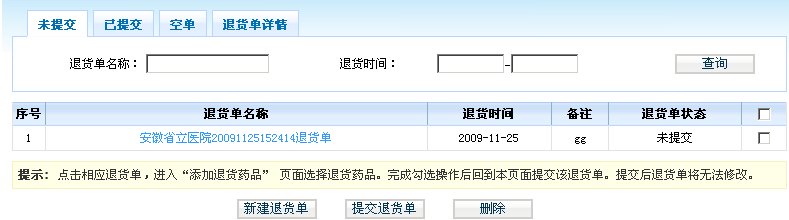 未提交 已提交 空单 退货单详情
退货单名称： 退货时间： - 查询
序号 退货单名称 退货时间 备注 退货单状态
1 安徽省立医院20091125152414退货单 2009-11-25 gg 未提交
提示: 点击相应退货单，进入“添加退货药品” 页面选择退货药品。完成勾选操作后回到本页面提交该退货单。提交后退货单将无法修改。
新建退货单 提交退货单 删除